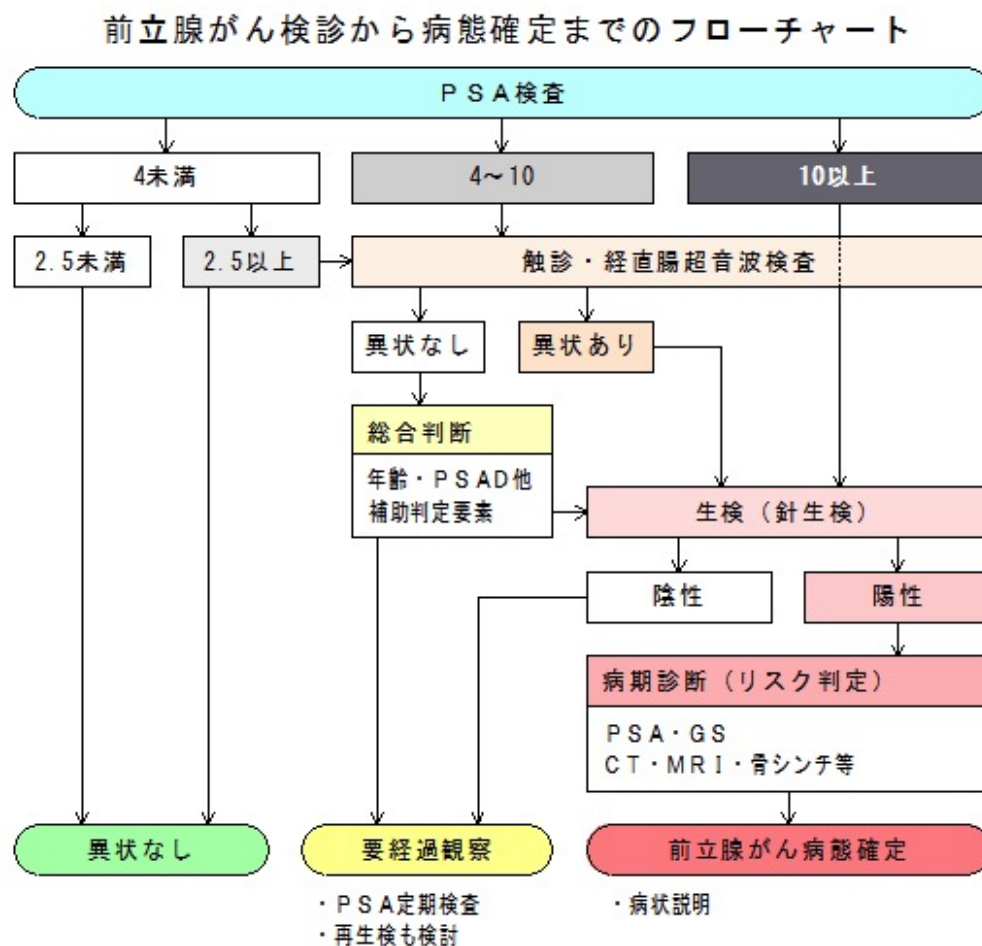 前立腺がん検診から病態確定までのフローチャート
ＰＳＡ検査
4未満
4～10
10以上
2.5未満
2.5以上
触診・経直腸超音波検査
異状なし
異状あり
総合判断
年齢・ＰＳＡＤ他
補助判定要素
生検（針生検）
陰性
陽性
病期診断（リスク判定）
ＰＳＡ・ＧＳ
ＣＴ・ＭＲＩ・骨シンチ等
異状なし
要経過観察
前立腺がん病態確定
・ＰＳＡ定期検査
・再生検も検討
・病状説明